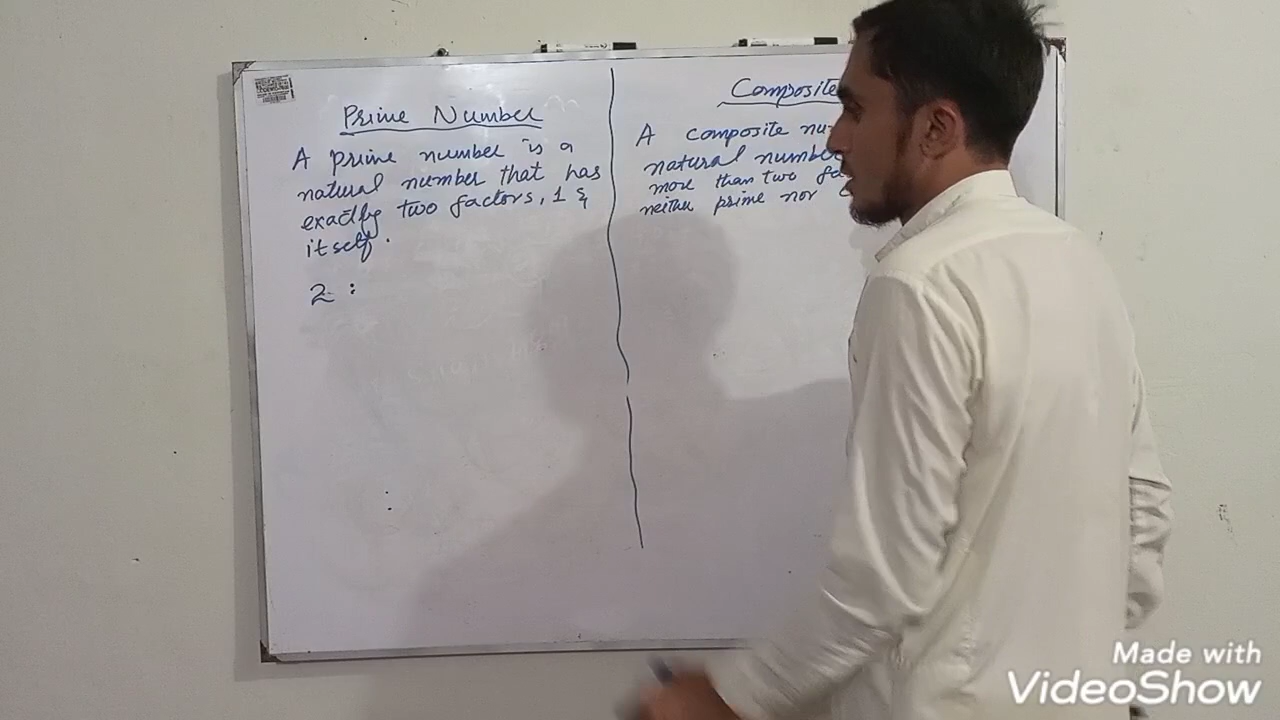 Prime Number
A prime number is a
natural number that has
exactly two factors, 1 &
itself.
2 :
Composite
A composite nu
natural number
more than two fa
neither prime nor
Made with
VideoShow